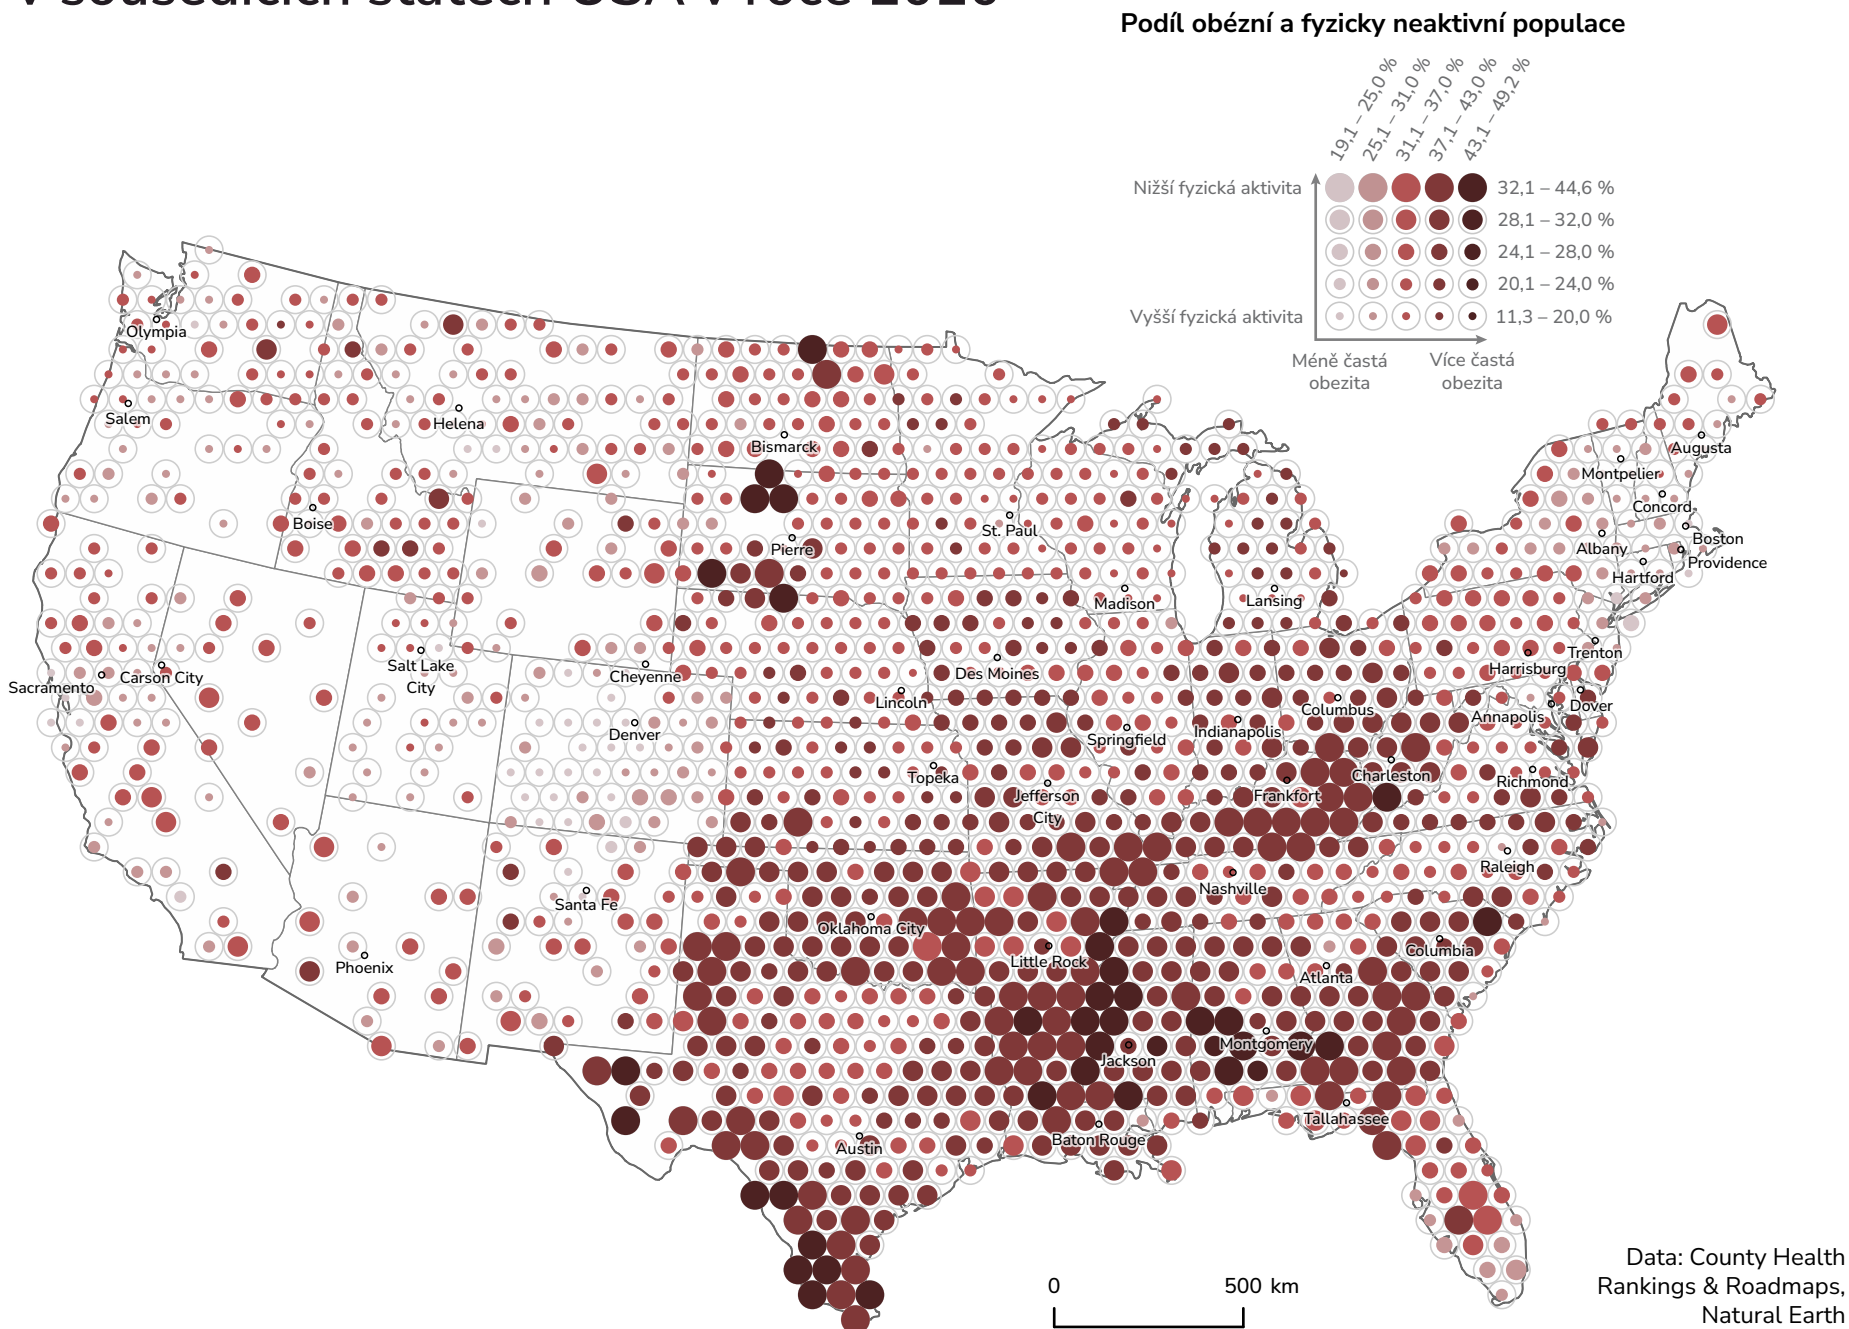 v sousedících státech USA v roce 2020
Podíl obézní a fyzicky neaktivní populace
19,1 – 25,0 %
25,1 – 31,0 %
31,1 – 37,0 %
37,1 – 43,0 %
43,1 – 49,2 %
Nižší fyzická aktivita
32,1 – 44,6 %
28,1 – 32,0 %
24,1 – 28,0 %
20,1 – 24,0 %
Vyšší fyzická aktivita
11,3 – 20,0 %
Méně častá
obezita
Více častá
obezita
Olympia
Salem
Helena
Bismarck
Augusta
Montpelier
Concord
Boise
St. Paul
Pierre
Albany
Boston
Providence
Hartford
Madison
Lansing
Salt Lake
City
Carson City
Sacramento
Cheyenne
Des Moines
Lincoln
Trenton
Harrisburg
Dover
Annapolis
Columbus
Indianapolis
Springfield
Denver
Topeka
Jefferson
City
Frankfort
Charleston
Richmond
Raleigh
Nashville
Santa Fe
Oklahoma City
Little Rock
Columbia
Atlanta
Phoenix
Montgomery
Jackson
Tallahassee
Baton Rouge
Austin
0
500 km
Data: County Health
Rankings & Roadmaps,
Natural Earth